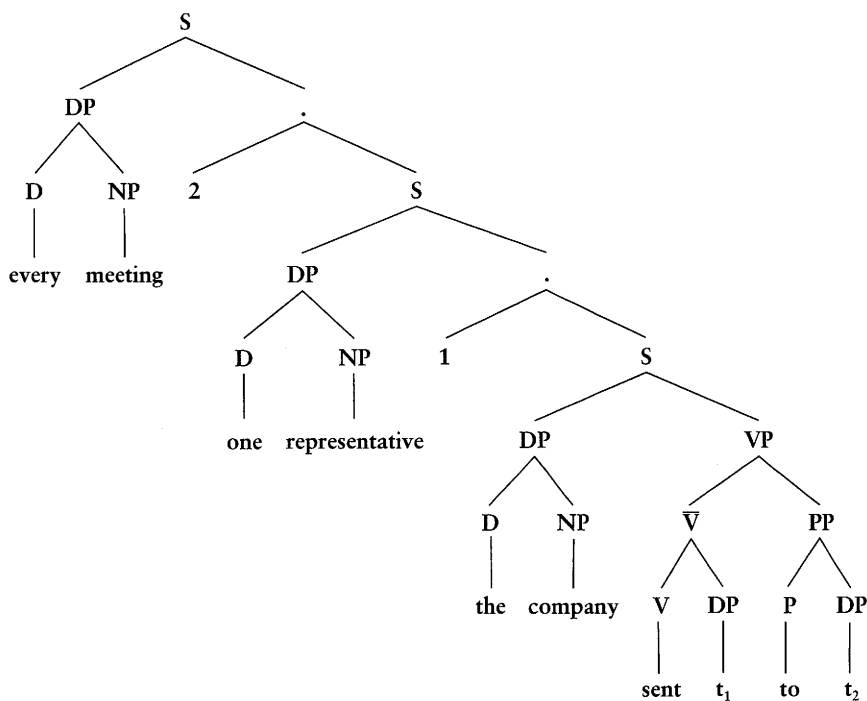 S
DP .
D NP 2 S
every meeting DP .
D NP 1 S
one representative DP VP
D NP V̅ PP
the company V DP P DP
sent t₁ to t₂